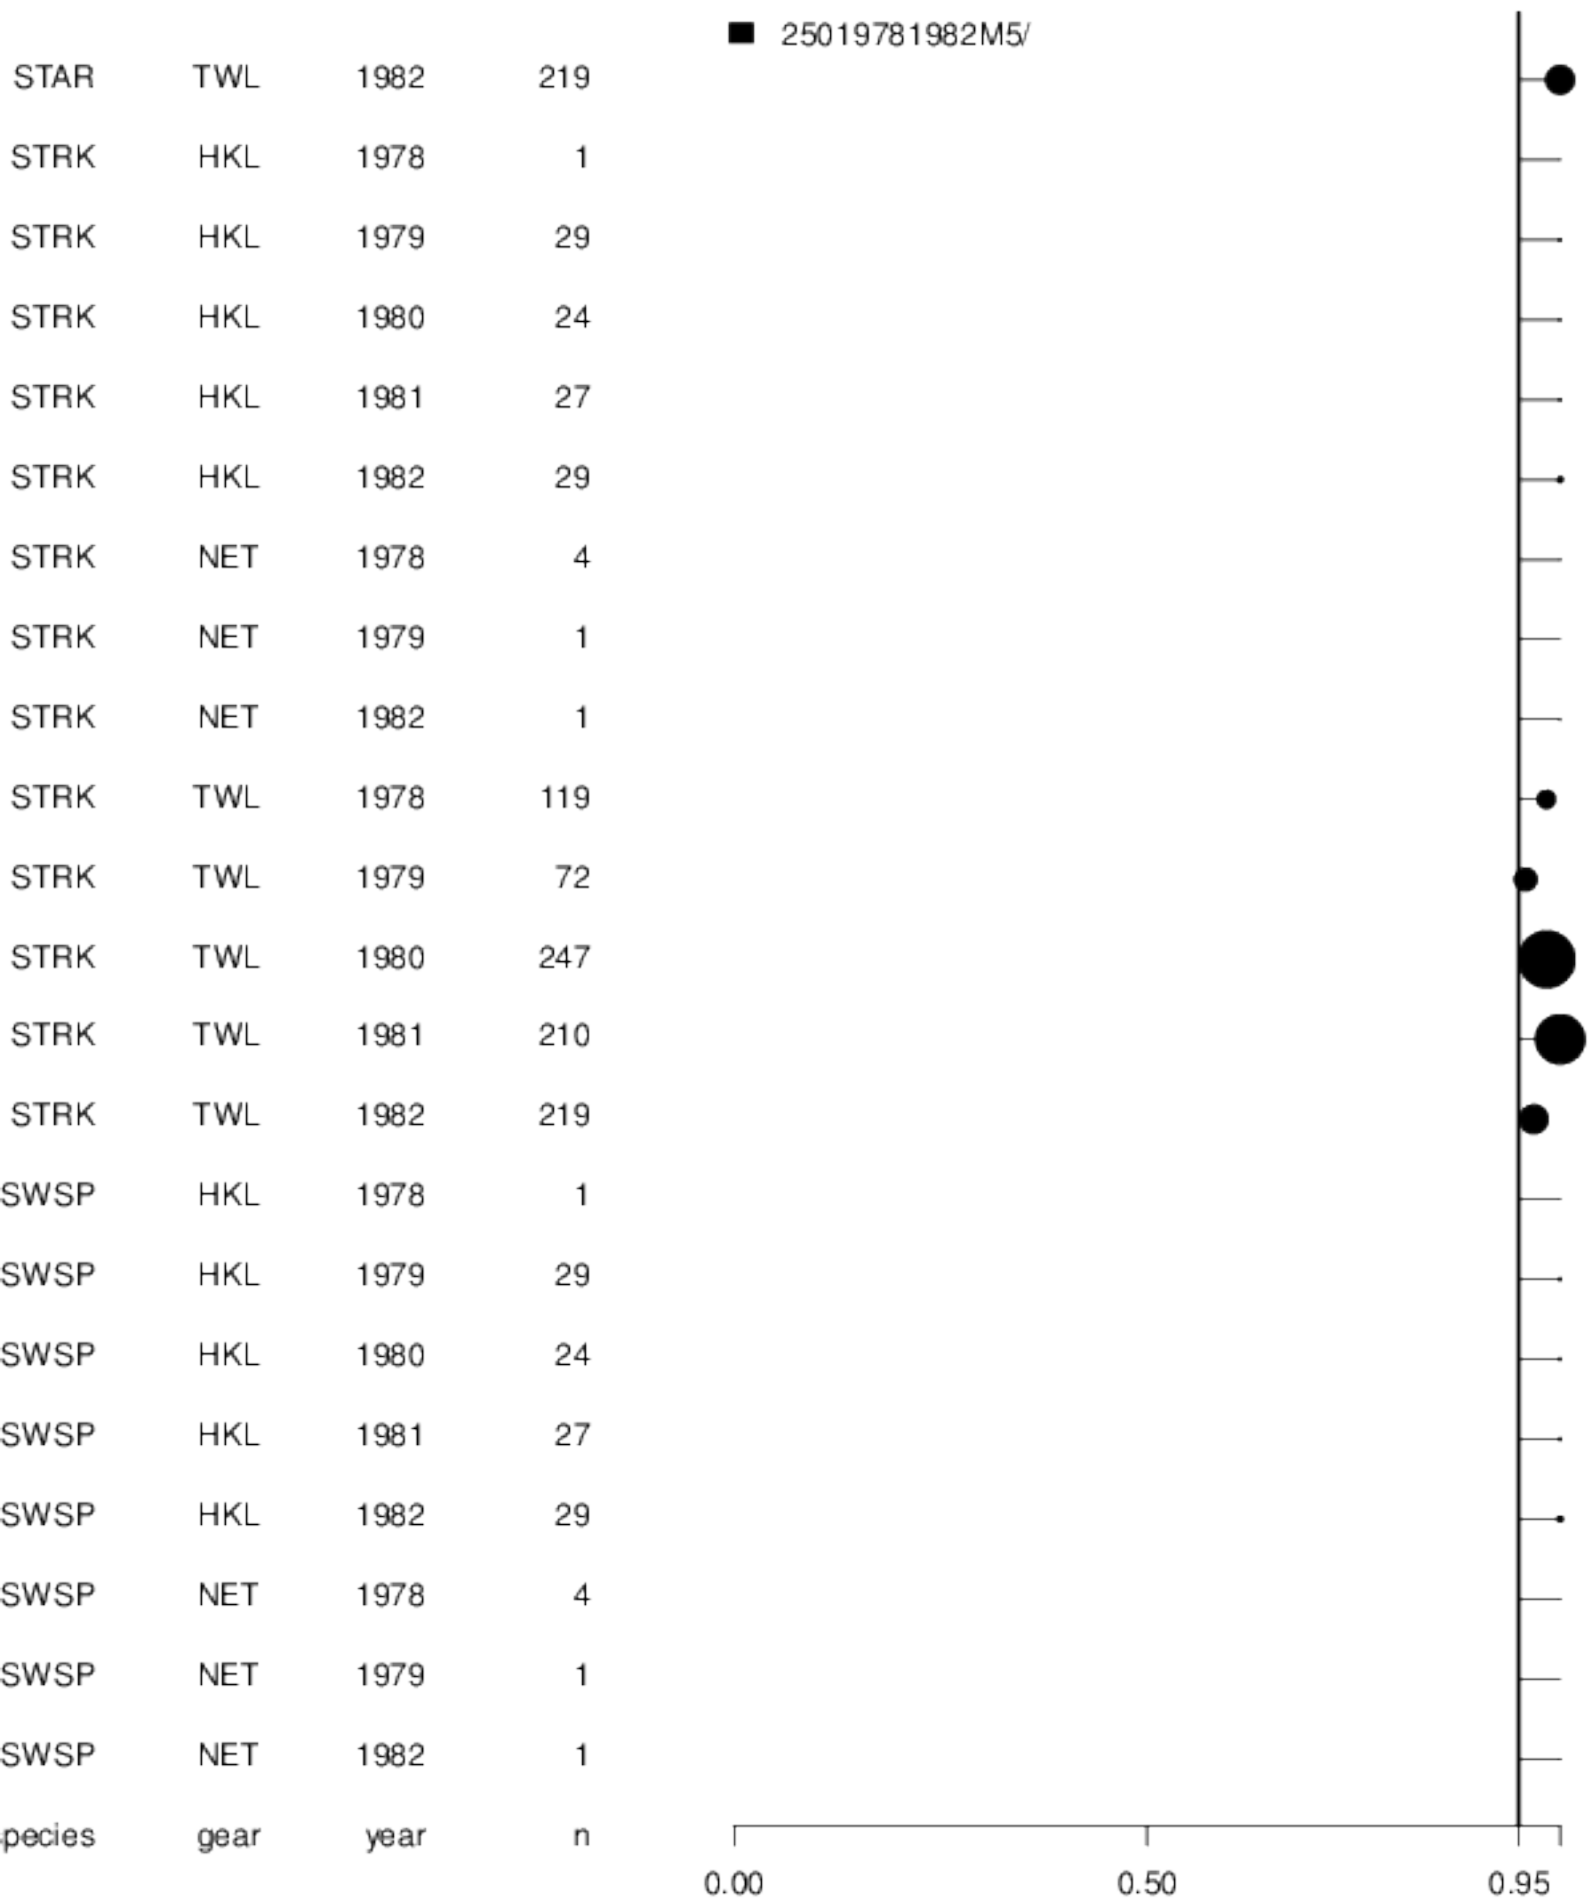 25019781982M5/
STAR TWL 1982 219
STRK HKL 1978 1
STRK HKL 1979 29
STRK HKL 1980 24
STRK HKL 1981 27
STRK HKL 1982 29
STRK NET 1978 4
STRK NET 1979 1
STRK NET 1982 1
STRK TWL 1978 119
STRK TWL 1979 72
STRK TWL 1980 247
STRK TWL 1981 210
STRK TWL 1982 219
SWSP HKL 1978 1
SWSP HKL 1979 29
SWSP HKL 1980 24
SWSP HKL 1981 27
SWSP HKL 1982 29
SWSP NET 1978 4
SWSP NET 1979 1
SWSP NET 1982 1
pecies gear year n
0.00 0.50 0.95